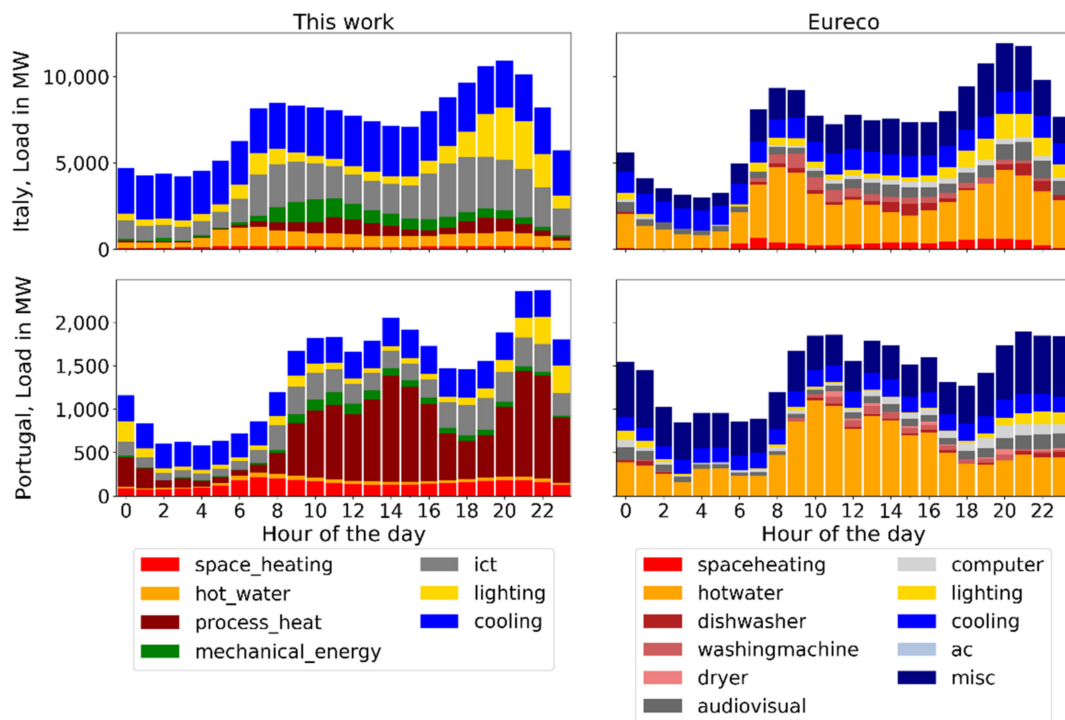 This work
Eureco
Italy, Load in MW
10,000
5,000
0
Portugal, Load in MW
2,000
1,500
1,000
500
0
0 2 4 6 8 10 12 14 16 18 20 22
Hour of the day
0 2 4 6 8 10 12 14 16 18 20 22
Hour of the day
space_heating
hot_water
process_heat
mechanical_energy
ict
lighting
cooling
spaceheating
hotwater
dishwasher
washingmachine
dryer
audiovisual
computer
lighting
cooling
ac
misc